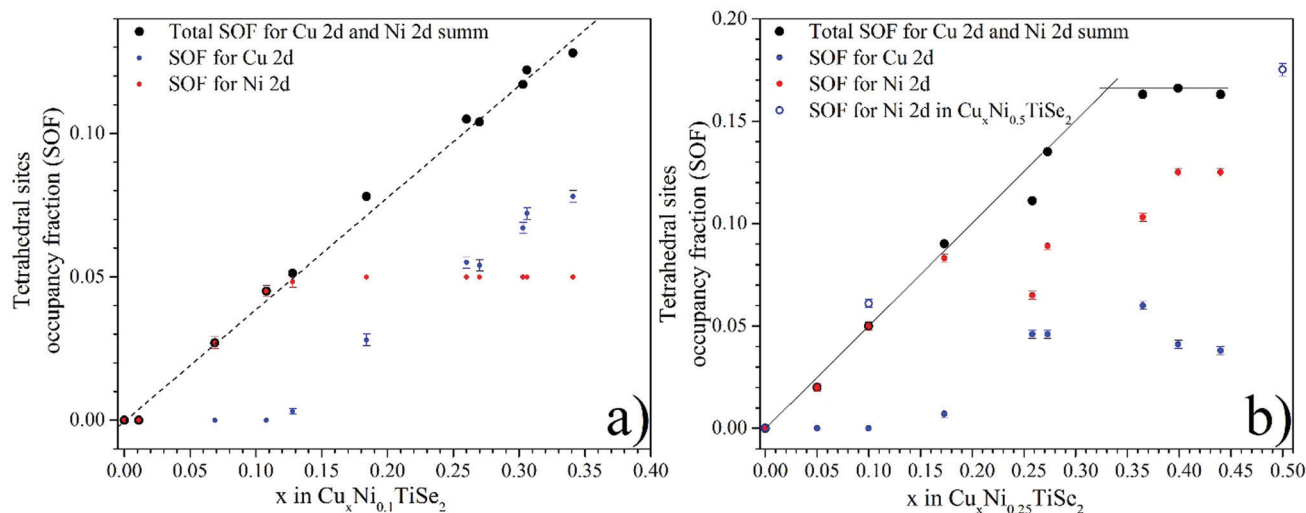 Total SOF for Cu 2d and Ni 2d summ
SOF for Cu 2d
SOF for Ni 2d
0.10
0.05
0.00
Tetrahedral sites
occupancy fraction (SOF)
a)
0.00 0.05 0.10 0.15 0.20 0.25 0.30 0.35 0.40
x in CuₓNi₀.₁TiSe₂
Total SOF for Cu 2d and Ni 2d summ
SOF for Cu 2d
SOF for Ni 2d
SOF for Ni 2d in CuₓNi₀.₅TiSe₂
0.20
0.15
0.10
0.05
0.00
Tetrahedral sites
occupancy fraction (SOF)
b)
0.00 0.05 0.10 0.15 0.20 0.25 0.30 0.35 0.40 0.45 0.50
x in CuₓNi₀.₂₅TiSe₂